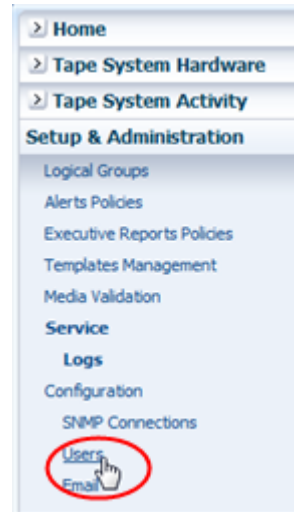 Home
Tape System Hardware
Tape System Activity
Setup & Administration
Logical Groups
Alerts Policies
Executive Reports Policies
Templates Management
Media Validation
Service
Logs
Configuration
SNMP Connections
Users
Email